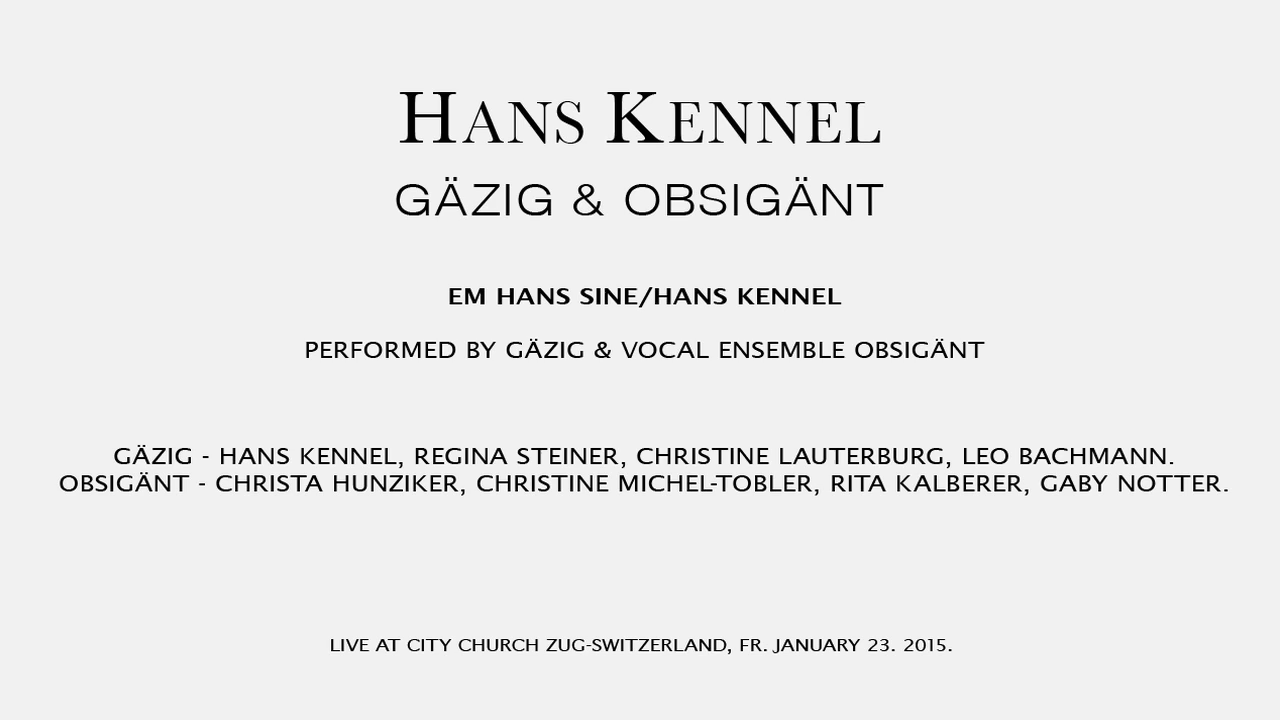 HANS KENNEL
GÄZIG & OBSIGÄNT
EM HANS SINE/HANS KENNEL
PERFORMED BY GÄZIG & VOCAL ENSEMBLE OBSIGÄNT
GÄZIG - HANS KENNEL, REGINA STEINER, CHRISTINE LAUTERBURG, LEO BACHMANN.
OBSIGÄNT - CHRISTA HUNZIKER, CHRISTINE MICHEL-TOBLER, RITA KALBERER, GABY NOTTER.
LIVE AT CITY CHURCH ZUG-SWITZERLAND, FR. JANUARY 23. 2015.